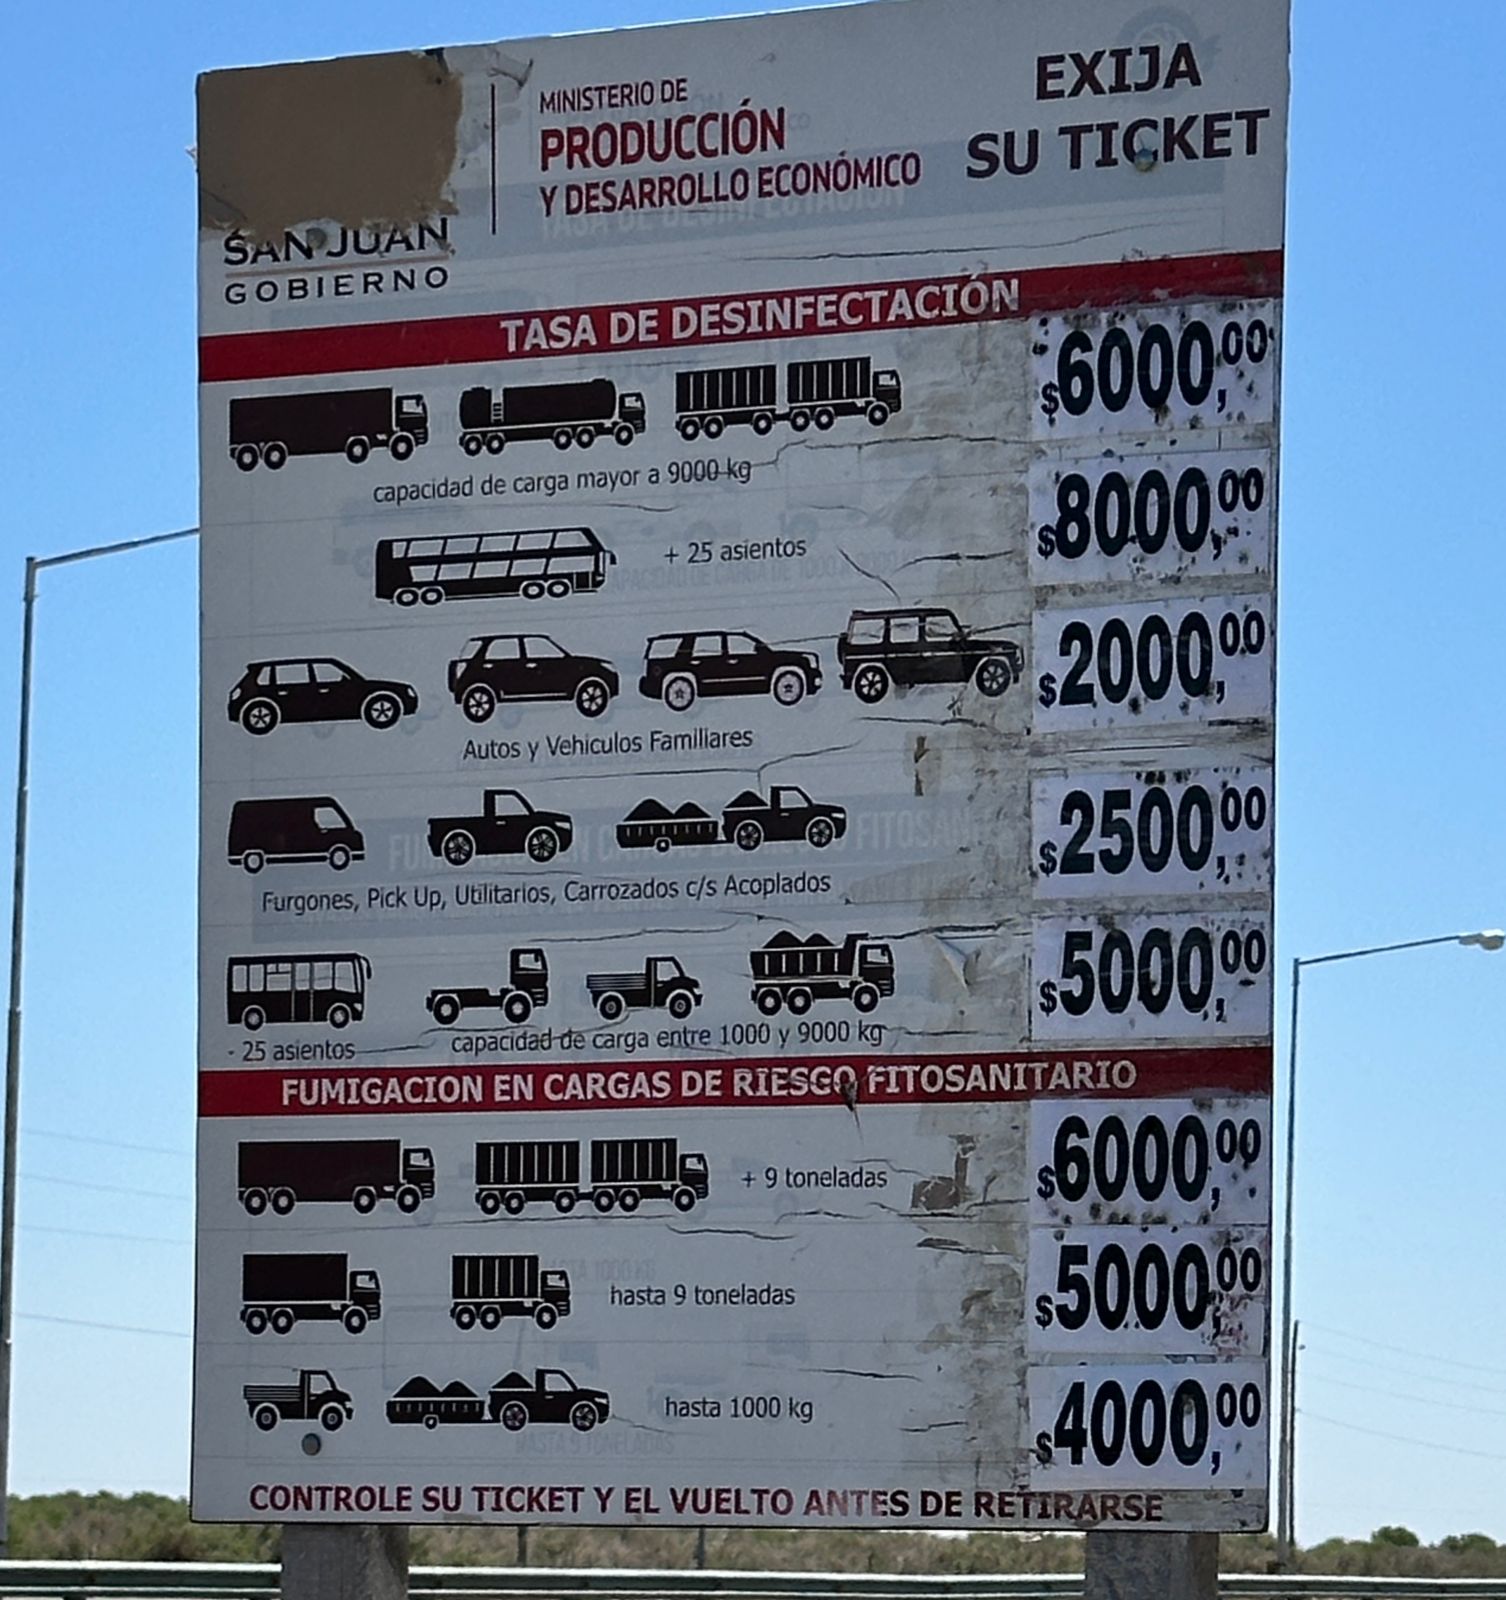 SAN JUAN
GOBIERNO
MINISTERIO DE
PRODUCCIÓN
Y DESARROLLO ECONÓMICO
EXIJA
SU TICKET
TASA DE DESINFECTACIÓN
$6000,00
capacidad de carga mayor a 9000 kg
+ 25 asientos
$8000,00
$2000,00
Autos y Vehiculos Familiares
$2500,00
Furgones, Pick Up, Utilitarios, Carrozados c/s Acoplados
$5000,00
- 25 asientos
capacidad de carga entre 1000 y 9000 kg
FUMIGACION EN CARGAS DE RIESGO FITOSANITARIO
+ 9 toneladas
$6000,00
hasta 9 toneladas
$5000,00
hasta 1000 kg
$4000,00
CONTROLE SU TICKET Y EL VUELTO ANTES DE RETIRARSE